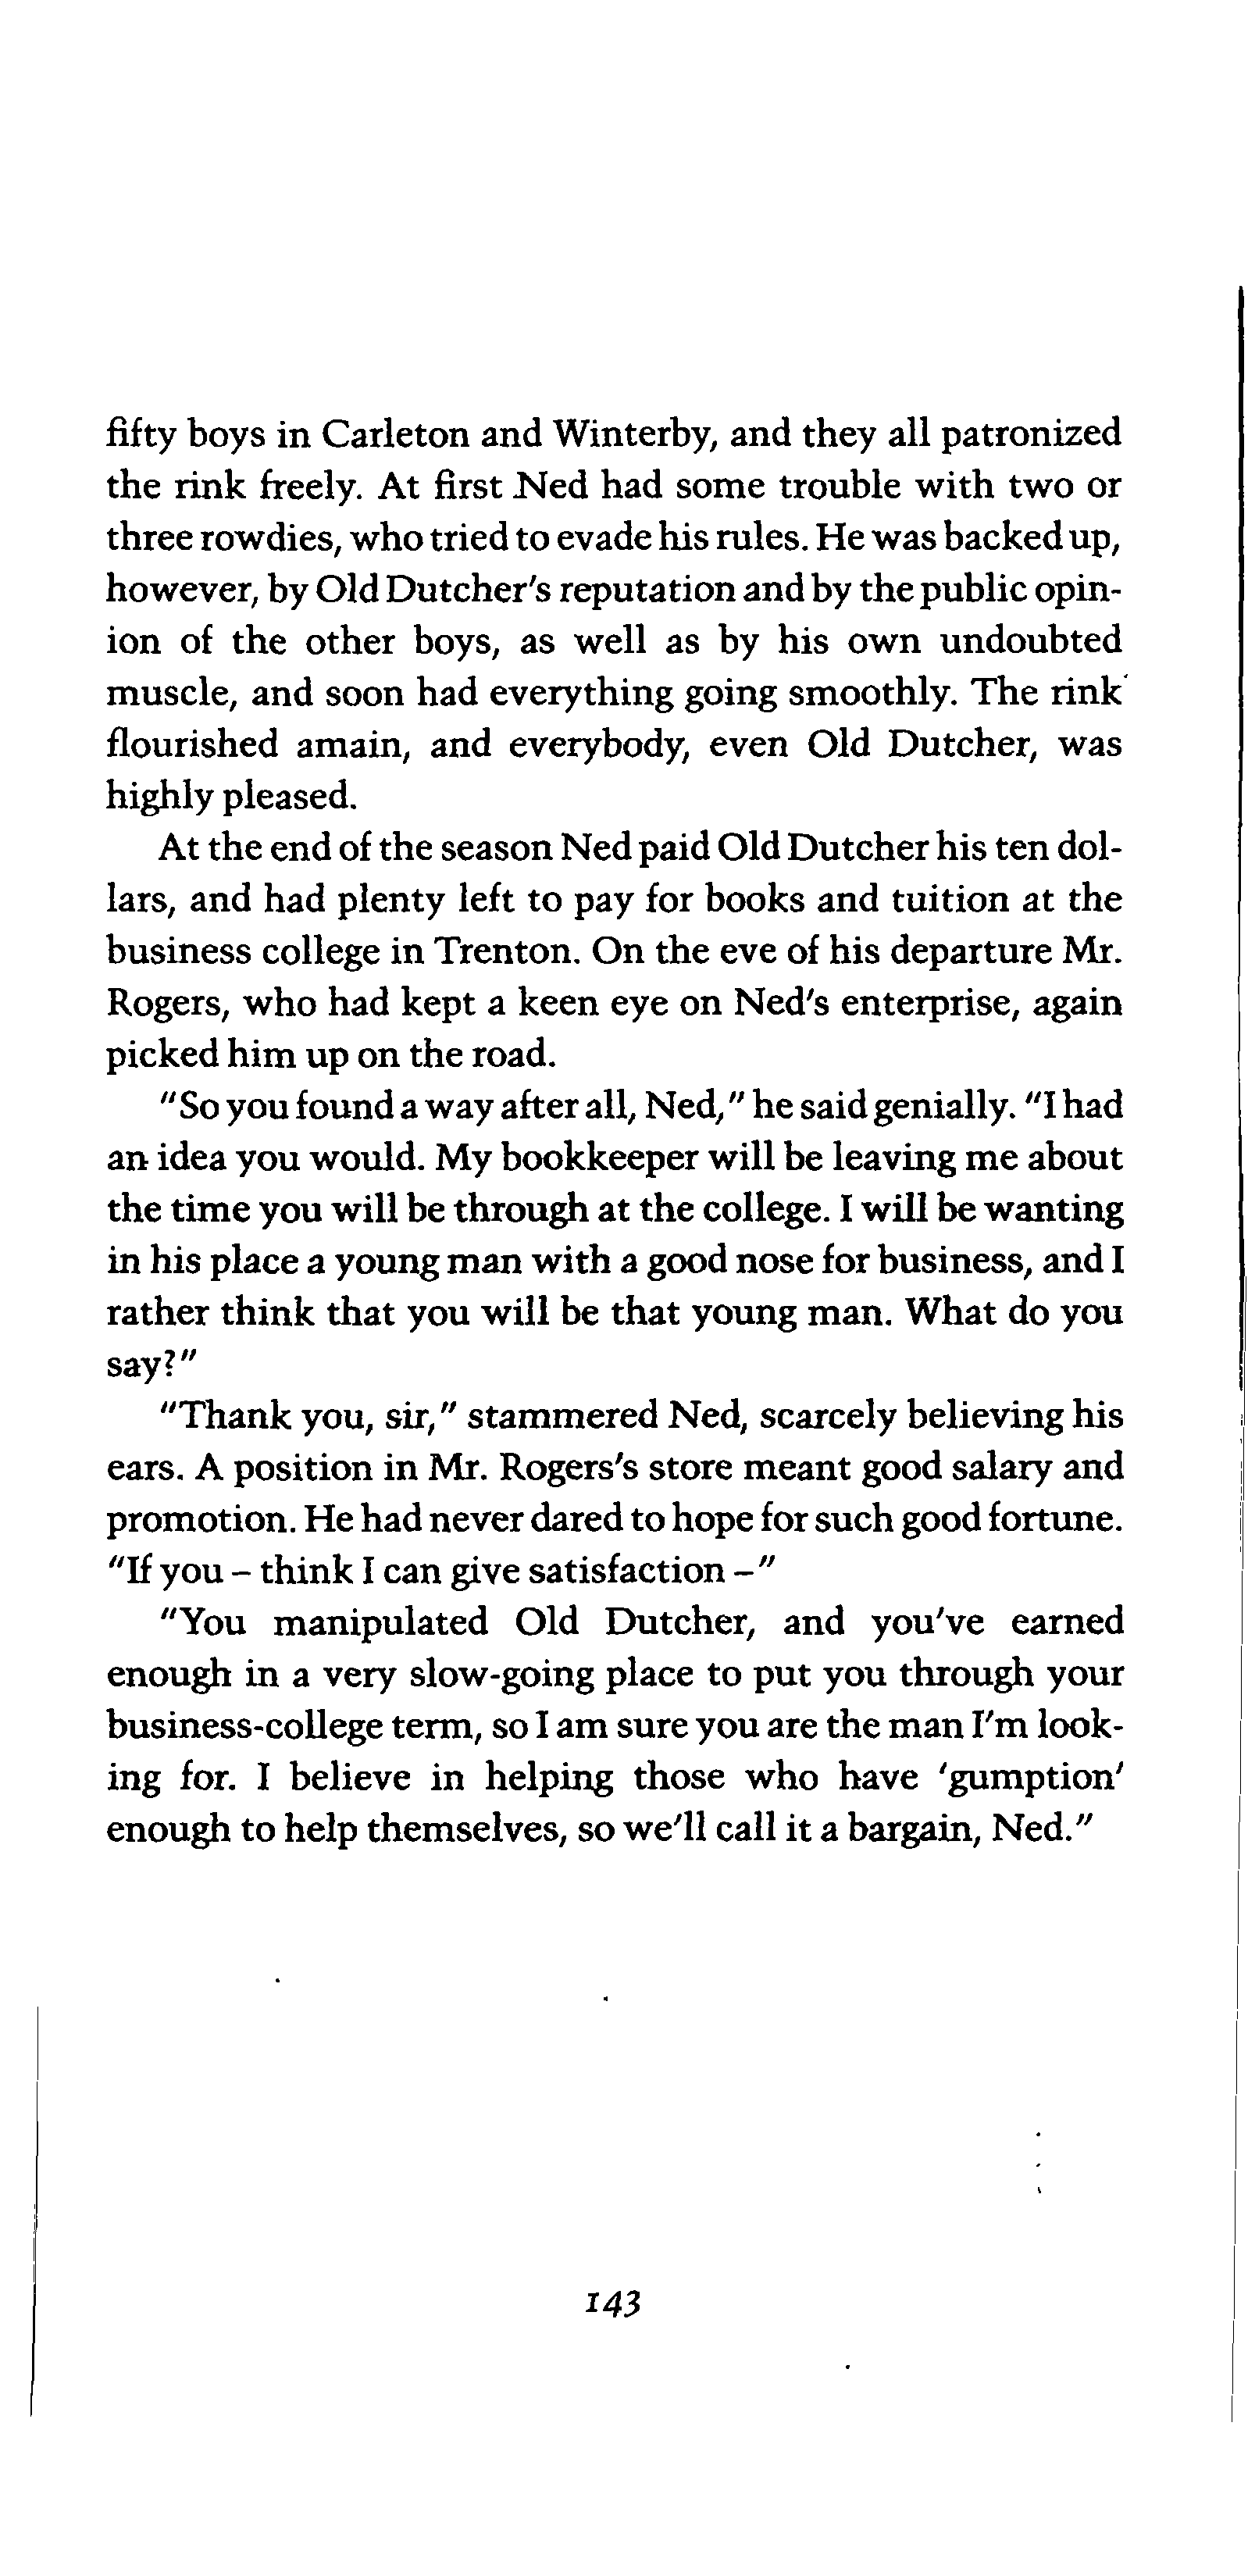 fifty boys in Carleton and Winterby, and they all patronized
the rink freely. At first Ned had some trouble with two or
three rowdies, who tried to evade his rules. He was backed up,
however, by Old Dutcher's reputation and by the public opin-
ion of the other boys, as well as by his own undoubted
muscle, and soon had everything going smoothly. The rink
flourished amain, and everybody, even Old Dutcher, was
highly pleased.
At the end of the season Ned paid Old Dutcher his ten dol-
lars, and had plenty left to pay for books and tuition at the
business college in Trenton. On the eve of his departure Mr.
Rogers, who had kept a keen eye on Ned's enterprise, again
picked him up on the road.
"So you found a way after all, Ned," he said genially. "I had
an idea you would. My bookkeeper will be leaving me about
the time you will be through at the college. I will be wanting
in his place a young man with a good nose for business, and I
rather think that you will be that young man. What do you
say?"
"Thank you, sir," stammered Ned, scarcely believing his
ears. A position in Mr. Rogers's store meant good salary and
promotion. He had never dared to hope for such good fortune.
"If you – think I can give satisfaction –"
"You manipulated Old Dutcher, and you've earned
enough in a very slow-going place to put you through your
business-college term, so I am sure you are the man I'm look-
ing for. I believe in helping those who have 'gumption'
enough to help themselves, so we'll call it a bargain, Ned."
143